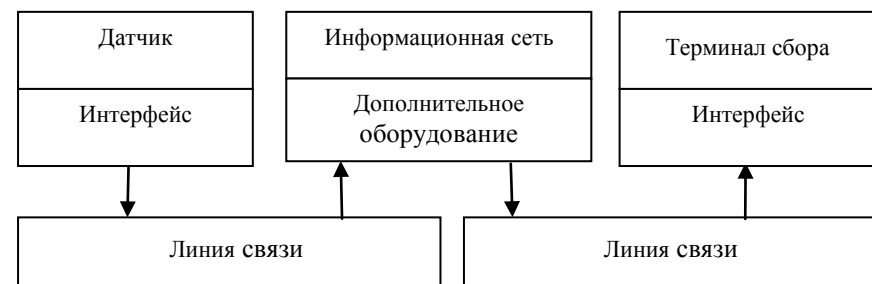 Датчик
Информационная сеть
Терминал сбора
Интерфейс
Дополнительное
оборудование
Интерфейс
Линия связи
Линия связи